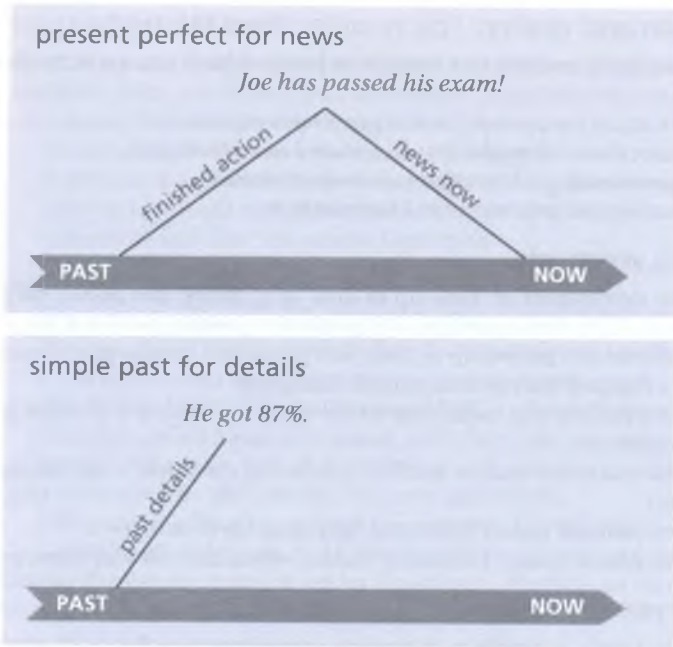 present perfect for news
Joe has passed his exam!
finished action
news now
PAST
NOW
simple past for details
He got 87%.
past details
PAST
NOW